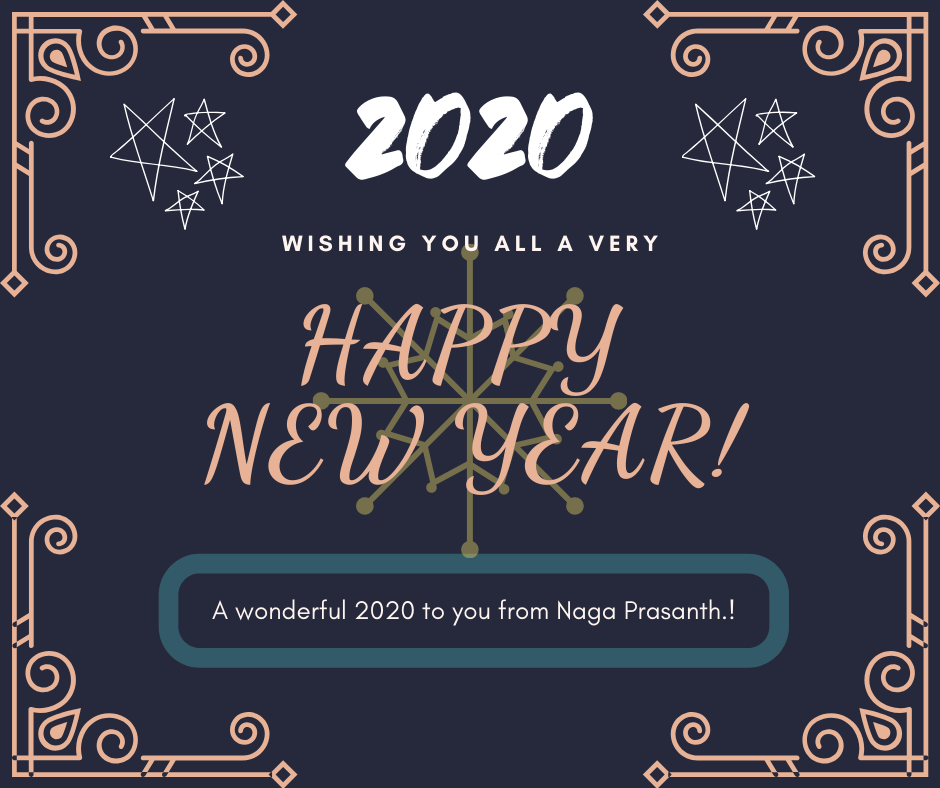 2020
WISHING YOU ALL A VERY
HAPPY
NEW YEAR!
A wonderful 2020 to you from Naga Prasanth.!